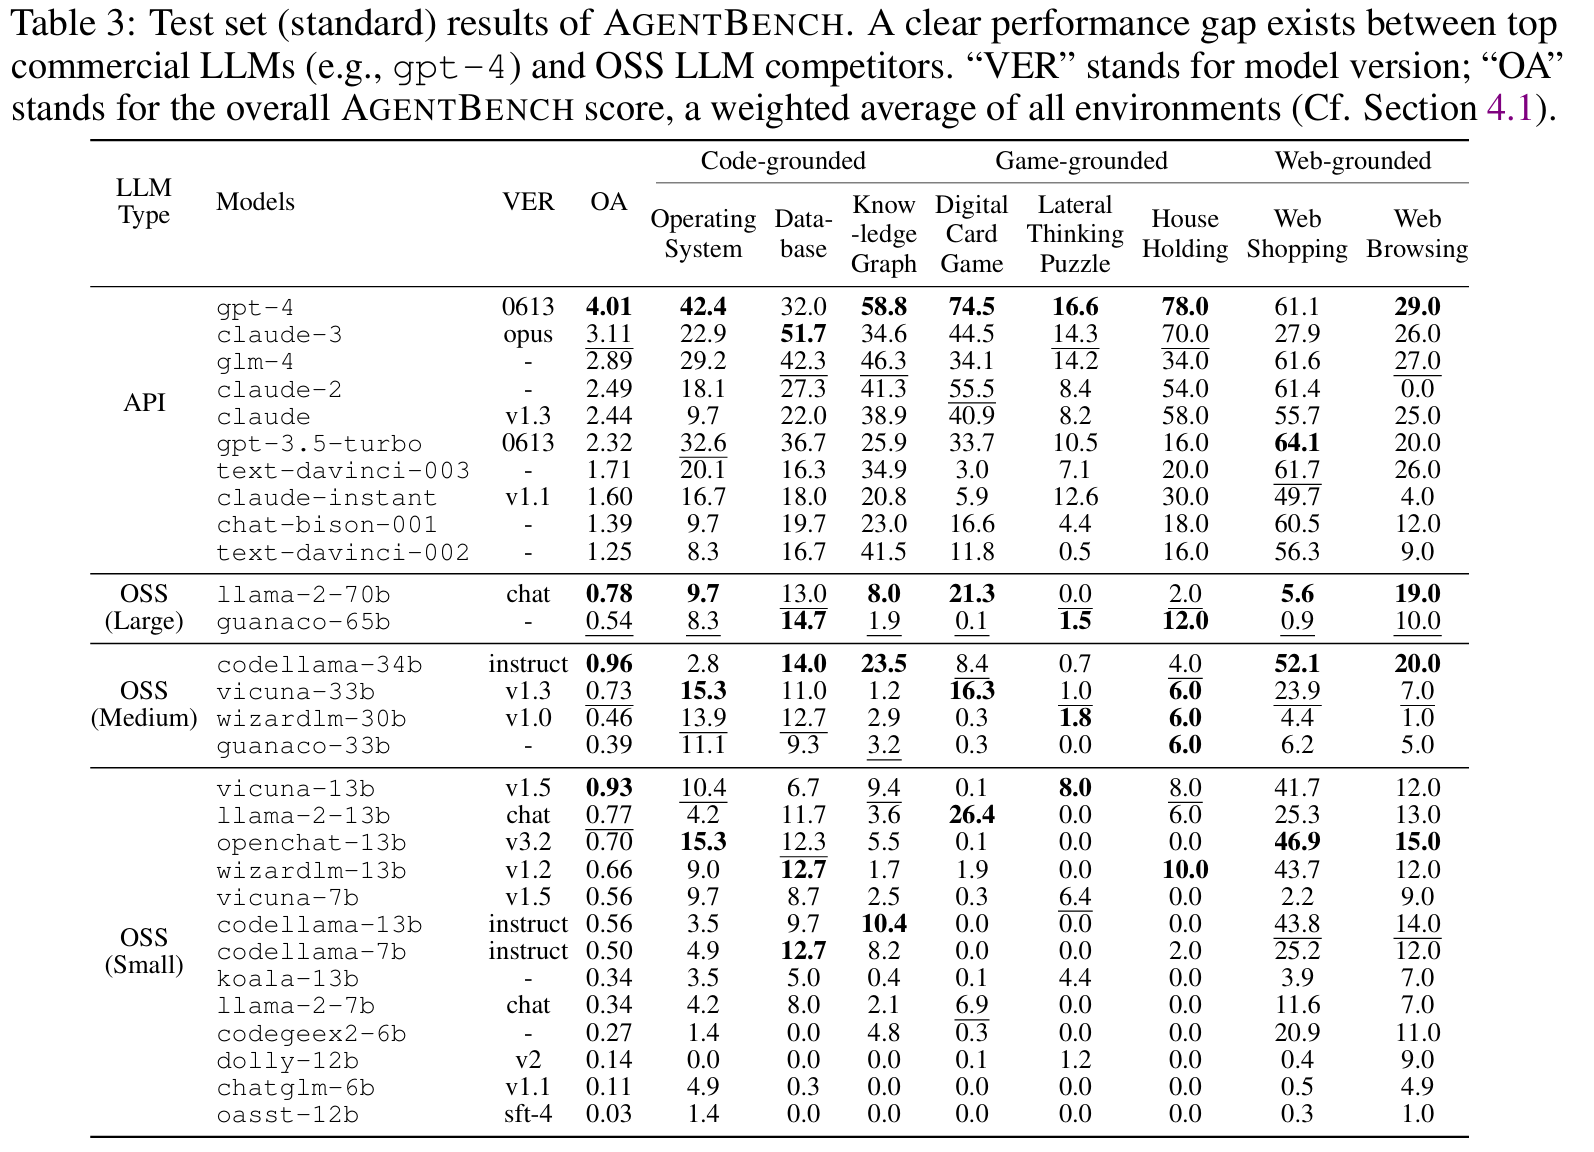 Table 3: Test set (standard) results of AGENTBENCH. A clear performance gap exists between top
commercial LLMs (e.g., gpt-4) and OSS LLM competitors. “VER” stands for model version; “OA”
stands for the overall AGENTBENCH score, a weighted average of all environments (Cf. Section 4.1).
LLM Type Models VER OA Code-grounded Game-grounded Web-grounded
Operating System Data-base Know-ledge Graph Digital Card Game Lateral Thinking Puzzle House Holding Web Shopping Web Browsing
API
gpt-4 0613 4.01 42.4 32.0 58.8 74.5 16.6 78.0 61.1 29.0
claude-3 opus 3.11 22.9 51.7 34.6 44.5 14.3 70.0 27.9 26.0
glm-4 - 2.89 29.2 42.3 46.3 34.1 14.2 34.0 61.6 27.0
claude-2 - 2.49 18.1 27.3 41.3 55.5 8.4 54.0 61.4 0.0
claude v1.3 2.44 9.7 22.0 38.9 40.9 8.2 58.0 55.7 25.0
gpt-3.5-turbo 0613 2.32 32.6 36.7 25.9 33.7 10.5 16.0 64.1 20.0
text-davinci-003 - 1.71 20.1 16.3 34.9 3.0 7.1 20.0 61.7 26.0
claude-instant v1.1 1.60 16.7 18.0 20.8 5.9 12.6 30.0 49.7 4.0
chat-bison-001 - 1.39 9.7 19.7 23.0 16.6 4.4 18.0 60.5 12.0
text-davinci-002 - 1.25 8.3 16.7 41.5 11.8 0.5 16.0 56.3 9.0
OSS (Large)
llama-2-70b chat 0.78 9.7 13.0 8.0 21.3 0.0 2.0 5.6 19.0
guanaco-65b - 0.54 8.3 14.7 1.9 0.1 1.5 12.0 0.9 10.0
OSS (Medium)
codellama-34b instruct 0.96 2.8 14.0 23.5 8.4 0.7 4.0 52.1 20.0
vicuna-33b v1.3 0.73 15.3 11.0 1.2 16.3 1.0 6.0 23.9 7.0
wizardlm-30b v1.0 0.46 13.9 12.7 2.9 0.3 1.8 6.0 4.4 1.0
guanaco-33b - 0.39 11.1 9.3 3.2 0.3 0.0 6.0 6.2 5.0
OSS (Small)
vicuna-13b v1.5 0.93 10.4 6.7 9.4 0.1 8.0 8.0 41.7 12.0
llama-2-13b chat 0.77 4.2 11.7 3.6 26.4 0.0 6.0 25.3 13.0
openchat-13b v3.2 0.70 15.3 12.3 5.5 0.1 0.0 0.0 46.9 15.0
wizardlm-13b v1.2 0.66 9.0 12.7 1.7 1.9 0.0 10.0 43.7 12.0
vicuna-7b v1.5 0.56 9.7 8.7 2.5 0.3 6.4 0.0 2.2 9.0
codellama-13b instruct 0.56 3.5 9.7 10.4 0.0 0.0 0.0 43.8 14.0
codellama-7b instruct 0.50 4.9 12.7 8.2 0.0 0.0 2.0 25.2 12.0
koala-13b - 0.34 3.5 5.0 0.4 0.1 4.4 0.0 3.9 7.0
llama-2-7b chat 0.34 4.2 8.0 2.1 6.9 0.0 0.0 11.6 7.0
codegeex2-6b - 0.27 1.4 0.0 4.8 0.3 0.0 0.0 20.9 11.0
dolly-12b v2 0.14 0.0 0.0 0.0 0.1 1.2 0.0 0.4 9.0
chatglm-6b v1.1 0.11 4.9 0.3 0.0 0.0 0.0 0.0 0.5 4.9
oasst-12b sft-4 0.03 1.4 0.0 0.0 0.0 0.0 0.0 0.3 1.0